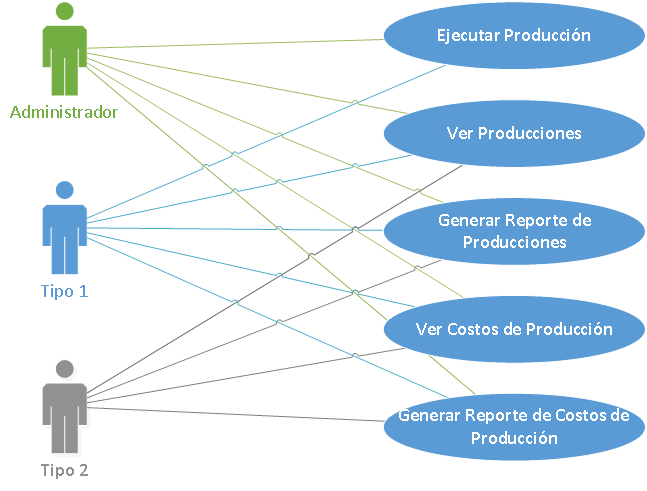 Administrador
Tipo 1
Tipo 2
Ejecutar Producción
Ver Producciones
Generar Reporte de
Producciones
Ver Costos de Producción
Generar Reporte de Costos de
Producción